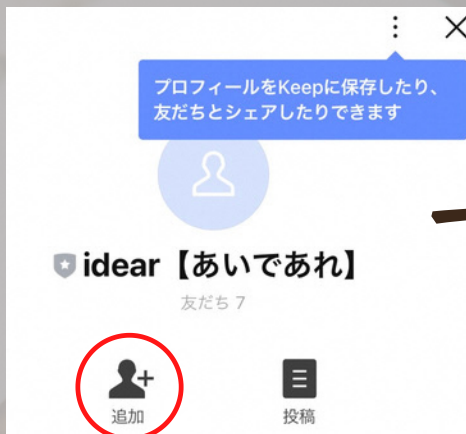 プロフィールをKeepに保存したり、
友だちとシェアしたりできます
idear【あいであれ】
友だち 7
追加
投稿